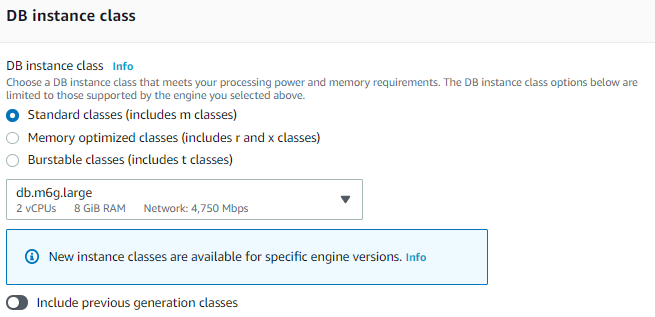 DB instance class
DB instance class Info
Choose a DB instance class that meets your processing power and memory requirements. The DB instance class options below are
limited to those supported by the engine you selected above.
Standard classes (includes m classes)
Memory optimized classes (includes r and x classes)
Burstable classes (includes t classes)
db.m6g.large
2 vCPUs 8 GiB RAM Network: 4,750 Mbps
New instance classes are available for specific engine versions. Info
Include previous generation classes